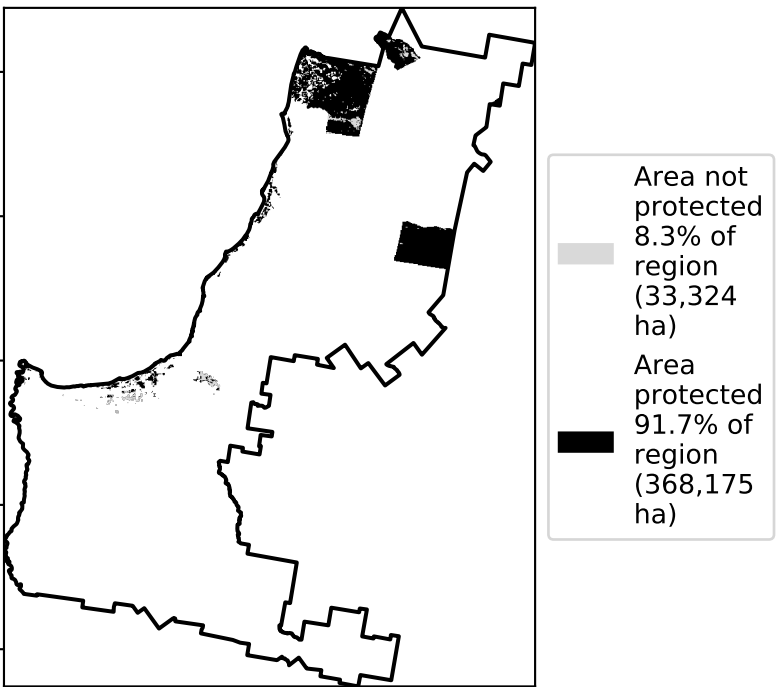 Area not
protected
8.3% of
region
(33,324
ha)
Area
protected
91.7% of
region
(368,175
ha)